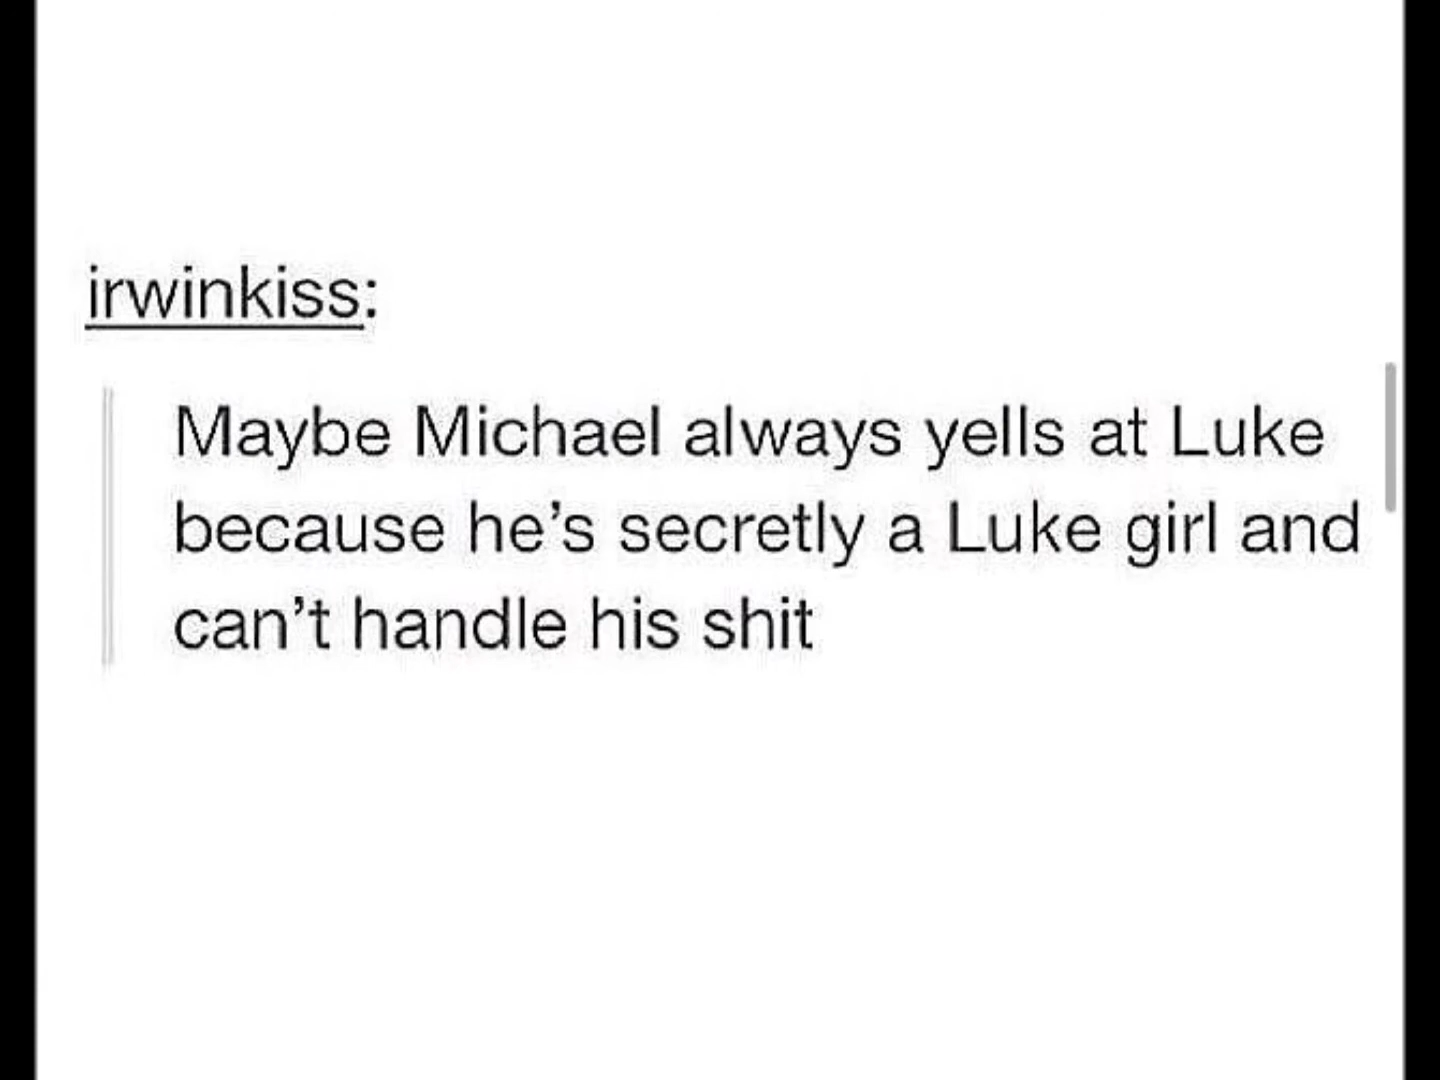 irwinkiss:
Maybe Michael always yells at Luke
because he's secretly a Luke girl and
can't handle his shit